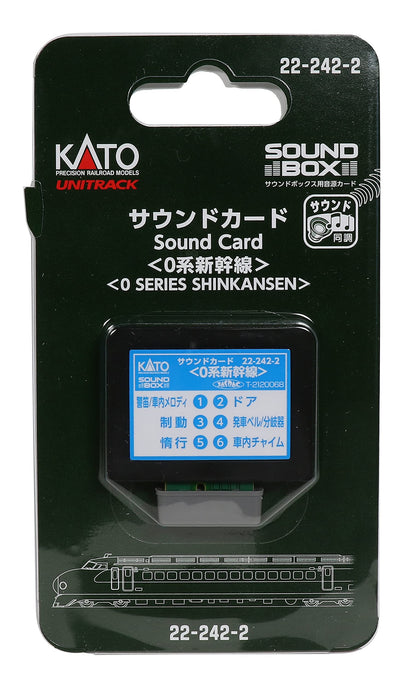 22-242-2
KATO
PRECISION RAILROAD MODELS
UNITRACK
SOUND
BOX
サウンドボックス用音源カード
サウンド
同調
サウンドカード
Sound Card
<0系新幹線>
<0 SERIES SHINKANSEN>
KATO
サウンドカード 22-242-2
SOUND
BOX
<0系新幹線>
T-2120068
警笛/車内メロディ 1 2 ドア
制動 3 4 発車ベル/分岐器
惰行 5 6 車内チャイム
22-242-2